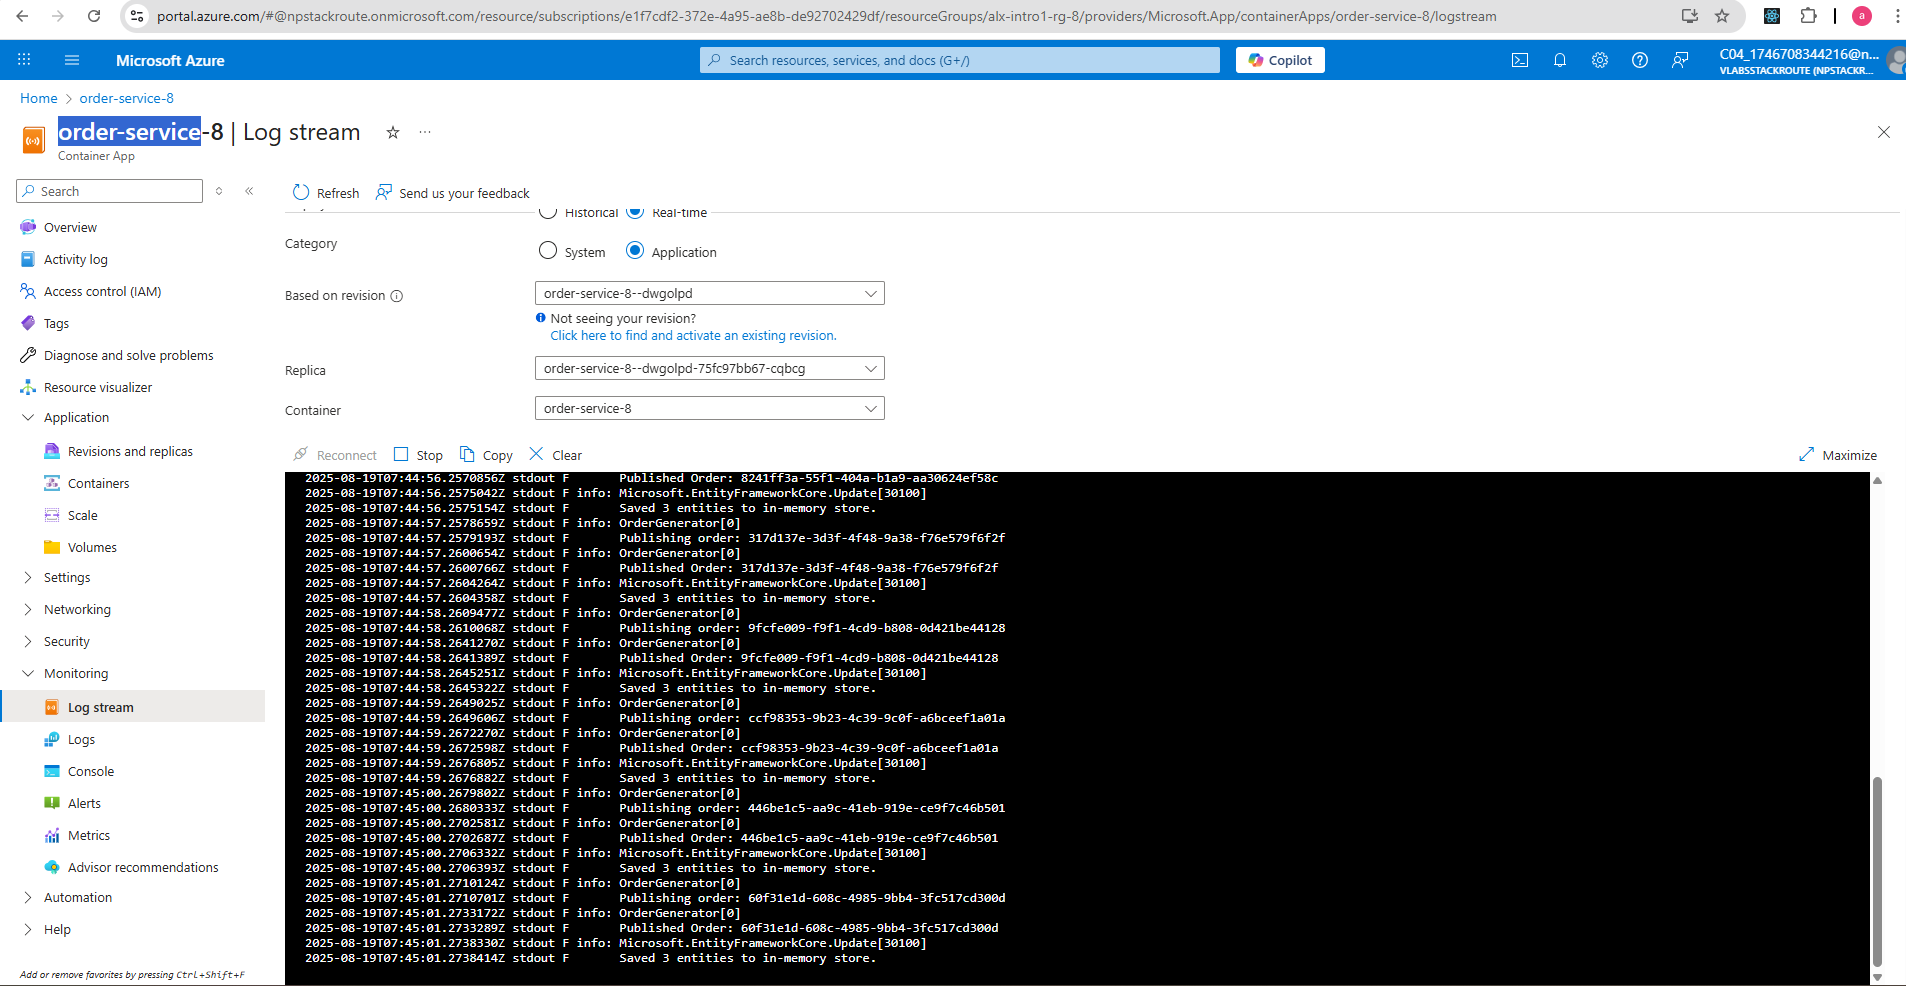 portal.azure.com/#@npstackroute.onmicrosoft.com/resource/subscriptions/e1f7cdf2-372e-4a95-ae8b-de92702429df/resourceGroups/alx-intro1-rg-8/providers/Microsoft.App/containerApps/order-service-8/logstream
a
Microsoft Azure
Search resources, services, and docs (G+/)
Copilot
C04_1746708344216@n...
VLABSSTACKROUTE (NPSTACKR...
Home > order-service-8
order-service-8 | Log stream
Container App
Search
Refresh
Send us your feedback
Historical
Real-time
Overview
Activity log
Access control (IAM)
Tags
Diagnose and solve problems
Resource visualizer
Application
Revisions and replicas
Containers
Scale
Volumes
Settings
Networking
Security
Monitoring
Log stream
Logs
Console
Alerts
Metrics
Advisor recommendations
Automation
Help
Add or remove favorites by pressing Ctrl+Shift+F
Category
System
Application
Based on revision
order-service-8--dwgolpd
Not seeing your revision?
Click here to find and activate an existing revision.
Replica
order-service-8--dwgolpd-75fc97bb67-cqbcg
Container
order-service-8
Reconnect
Stop
Copy
Clear
Maximize
2025-08-19T07:44:56.2570856Z stdout F       Published Order: 8241ff3a-55f1-404a-b1a9-aa30624ef58c
2025-08-19T07:44:56.2575042Z stdout F info: Microsoft.EntityFrameworkCore.Update[30100]
2025-08-19T07:44:56.2575154Z stdout F       Saved 3 entities to in-memory store.
2025-08-19T07:44:57.2578659Z stdout F info: OrderGenerator[0]
2025-08-19T07:44:57.2579193Z stdout F       Publishing order: 317d137e-3d3f-4f48-9a38-f76e579f6f2f
2025-08-19T07:44:57.2600654Z stdout F info: OrderGenerator[0]
2025-08-19T07:44:57.2600766Z stdout F       Published Order: 317d137e-3d3f-4f48-9a38-f76e579f6f2f
2025-08-19T07:44:57.2604264Z stdout F info: Microsoft.EntityFrameworkCore.Update[30100]
2025-08-19T07:44:57.2604358Z stdout F       Saved 3 entities to in-memory store.
2025-08-19T07:44:58.2609477Z stdout F info: OrderGenerator[0]
2025-08-19T07:44:58.2610068Z stdout F       Publishing order: 9fcfe009-f9f1-4cd9-b808-0d421be44128
2025-08-19T07:44:58.2641270Z stdout F info: OrderGenerator[0]
2025-08-19T07:44:58.2641389Z stdout F       Published Order: 9fcfe009-f9f1-4cd9-b808-0d421be44128
2025-08-19T07:44:58.2645251Z stdout F info: Microsoft.EntityFrameworkCore.Update[30100]
2025-08-19T07:44:58.2645322Z stdout F       Saved 3 entities to in-memory store.
2025-08-19T07:44:59.2649025Z stdout F info: OrderGenerator[0]
2025-08-19T07:44:59.2649606Z stdout F       Publishing order: ccf98353-9b23-4c39-9c0f-a6bceef1a01a
2025-08-19T07:44:59.2672270Z stdout F info: OrderGenerator[0]
2025-08-19T07:44:59.2672598Z stdout F       Published Order: ccf98353-9b23-4c39-9c0f-a6bceef1a01a
2025-08-19T07:44:59.2676805Z stdout F info: Microsoft.EntityFrameworkCore.Update[30100]
2025-08-19T07:44:59.2676882Z stdout F       Saved 3 entities to in-memory store.
2025-08-19T07:45:00.2679802Z stdout F info: OrderGenerator[0]
2025-08-19T07:45:00.2680333Z stdout F       Publishing order: 446be1c5-aa9c-41eb-919e-ce9f7c46b501
2025-08-19T07:45:00.2702581Z stdout F info: OrderGenerator[0]
2025-08-19T07:45:00.2702687Z stdout F       Published Order: 446be1c5-aa9c-41eb-919e-ce9f7c46b501
2025-08-19T07:45:00.2706332Z stdout F info: Microsoft.EntityFrameworkCore.Update[30100]
2025-08-19T07:45:00.2706393Z stdout F       Saved 3 entities to in-memory store.
2025-08-19T07:45:01.2710124Z stdout F info: OrderGenerator[0]
2025-08-19T07:45:01.2710701Z stdout F       Publishing order: 60f31e1d-608c-4985-9bb4-3fc517cd300d
2025-08-19T07:45:01.2733172Z stdout F info: OrderGenerator[0]
2025-08-19T07:45:01.2733289Z stdout F       Published Order: 60f31e1d-608c-4985-9bb4-3fc517cd300d
2025-08-19T07:45:01.2738330Z stdout F info: Microsoft.EntityFrameworkCore.Update[30100]
2025-08-19T07:45:01.2738414Z stdout F       Saved 3 entities to in-memory store.